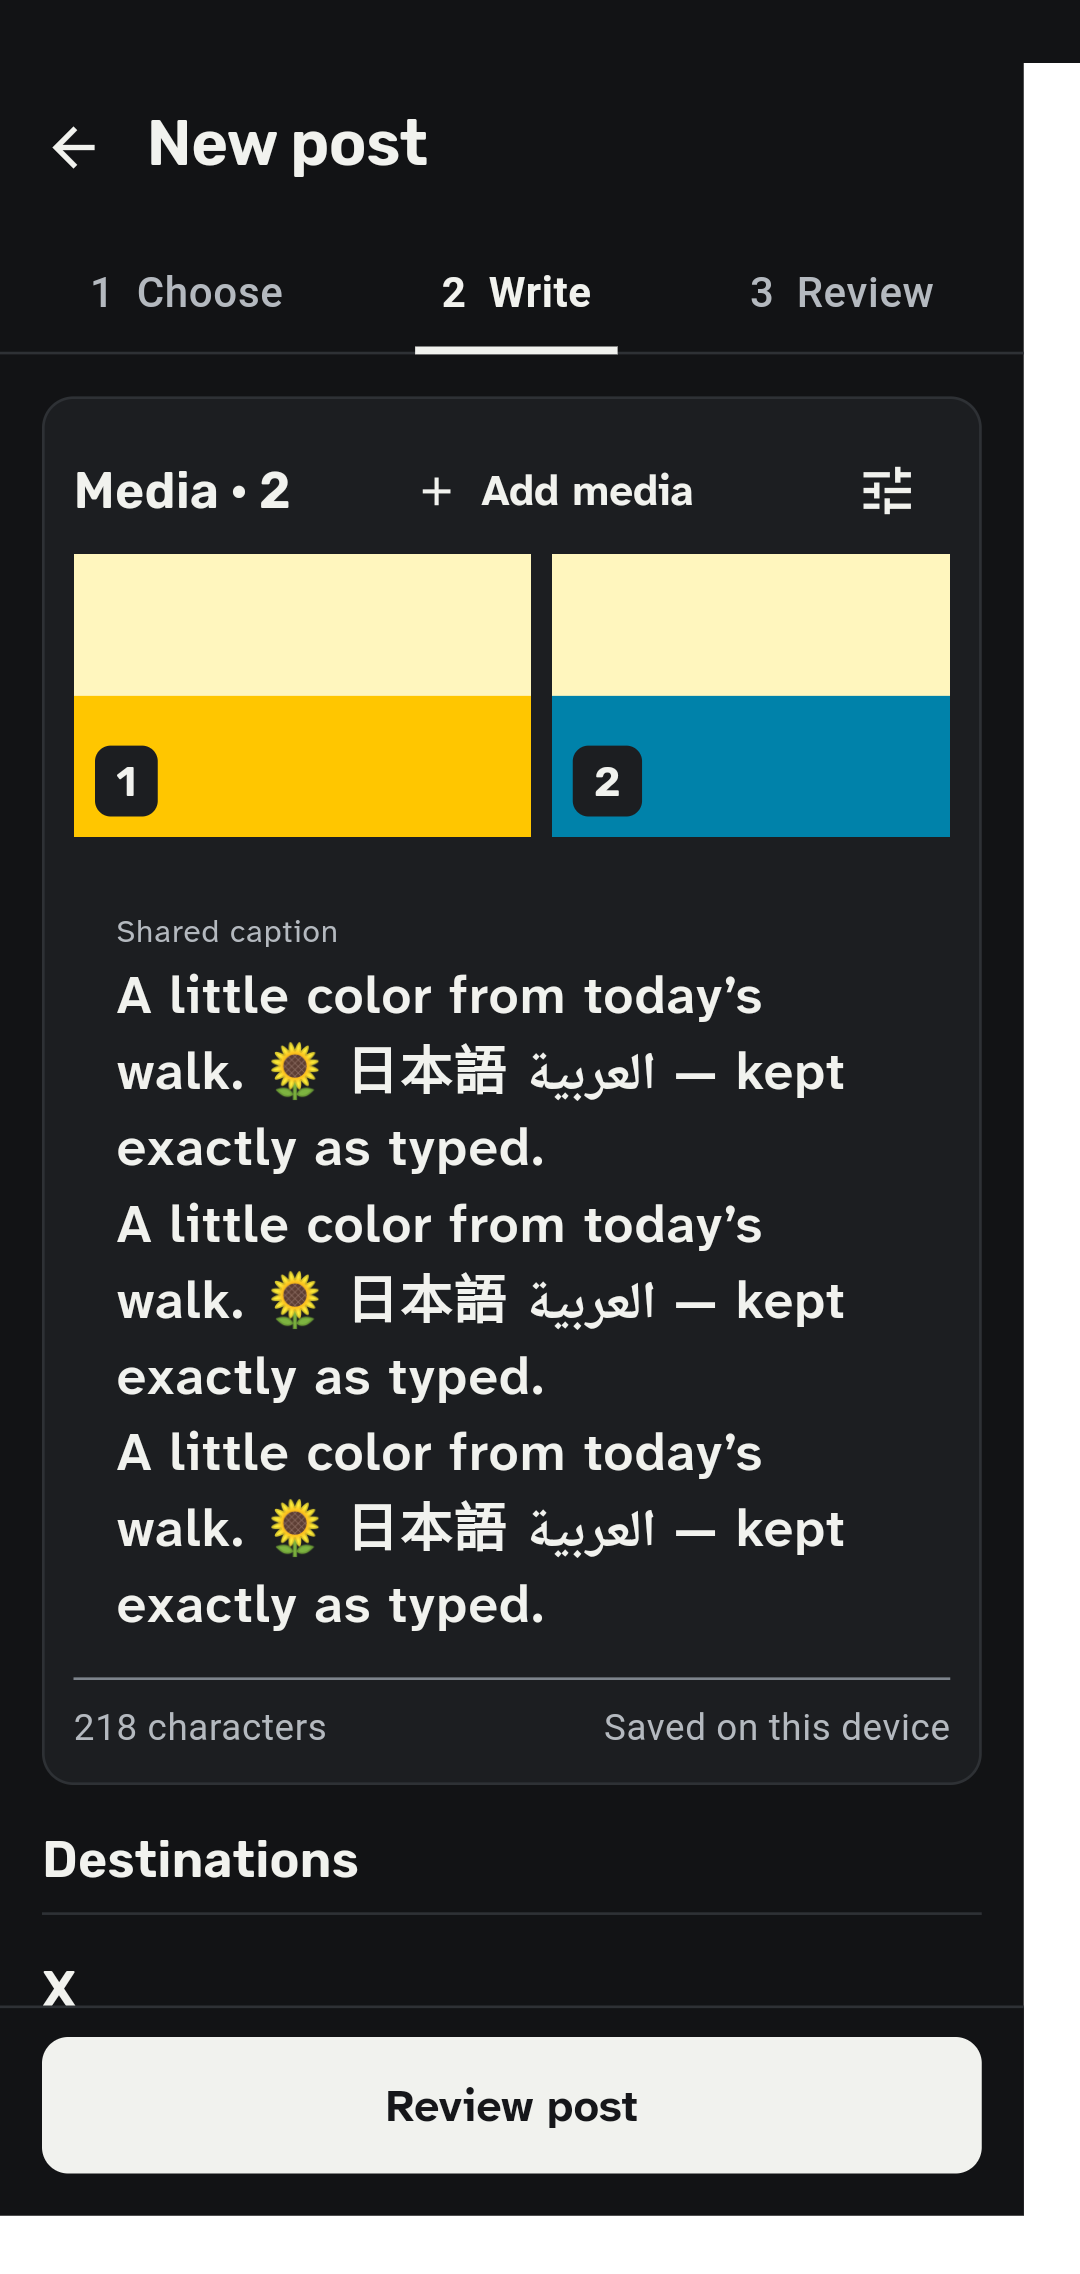 New post
1 Choose
2 Write
3 Review
Media • 2
+ Add media
1
2
Shared caption
A little color from today’s
walk. 🌻 日本語 العربية — kept
exactly as typed.
A little color from today’s
walk. 🌻 日本語 العربية — kept
exactly as typed.
A little color from today’s
walk. 🌻 日本語 العربية — kept
exactly as typed.
218 characters
Saved on this device
Destinations
X
Review post